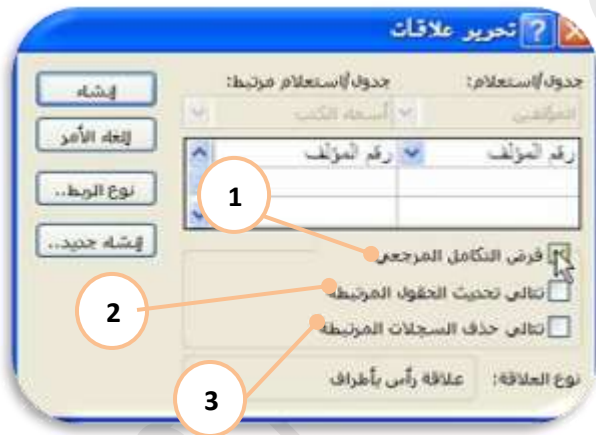 تحرير علاقات
جدول/استعلام: جدول/استعلام مرتبط:
المؤلفين أسماء الكتب
رقم المؤلف رقم المؤلف
إنشاء
إلغاء الأمر
نوع الربط..
إنشاء جديد..
1
فرض التكامل المرجعي
تتالي تحديث الحقول المرتبطة
2
تتالي حذف السجلات المرتبطة
3
نوع العلاقة: علاقة رأس بأطراف